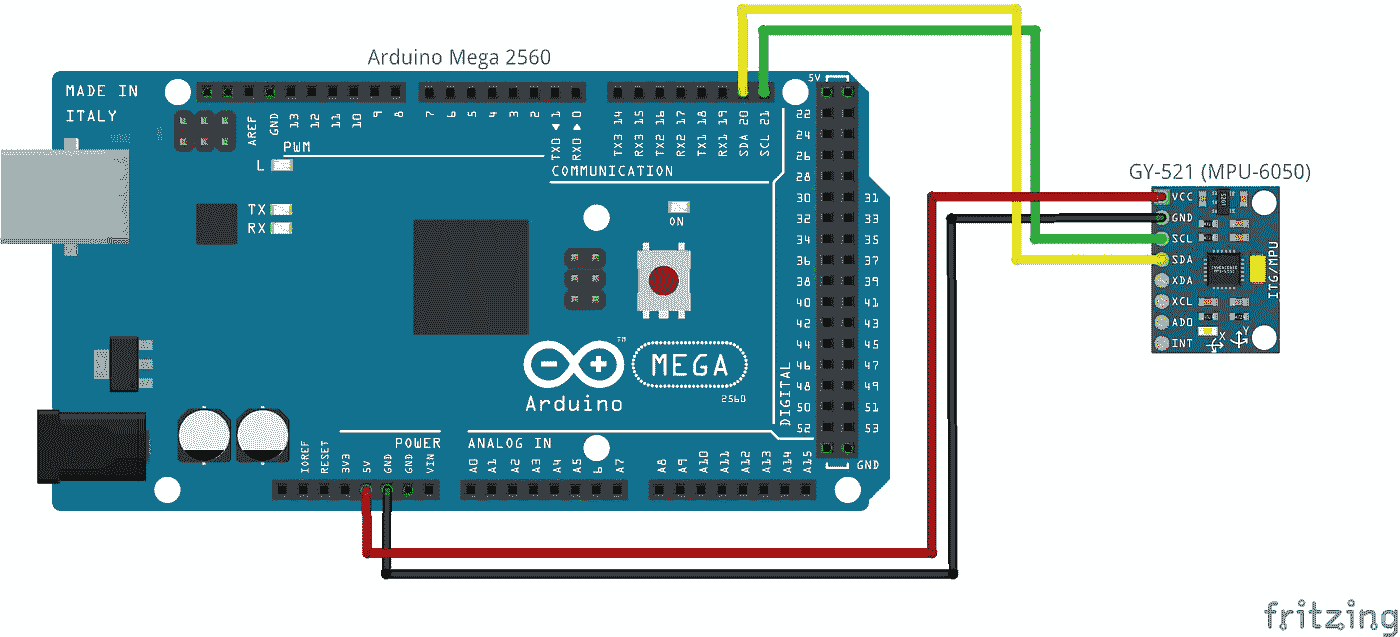 Arduino Mega 2560
MADE IN
ITALY
AREF
GND
13
12
11
10
9
8
7
6
5
4
3
2
TX0 ◄ 1
RX0 ► 0
TX3 14
RX3 15
TX2 16
RX2 17
TX1 18
RX1 19
SDA 20
SCL 21
5V
PWM
COMMUNICATION
L
TX
RX
ON
22
24
26
28
30 31
32 33
34 35
36 37
38 39
40 41
42 43
44 45
46 47
48 49
50 51
52 53
DIGITAL
GND
MEGA
TM
Arduino
2560
POWER
ANALOG IN
IOREF
RESET
3V3
5V
GND
GND
VIN
A0
A1
A2
A3
A4
A5
6
A7
A8
A9
A10
A11
A12
A13
A14
A15
GY-521 (MPU-6050)
VCC
GND
SCL
SDA
XDA
XCL
ADO
INT
ITG/MPU
X
Y
fritzing